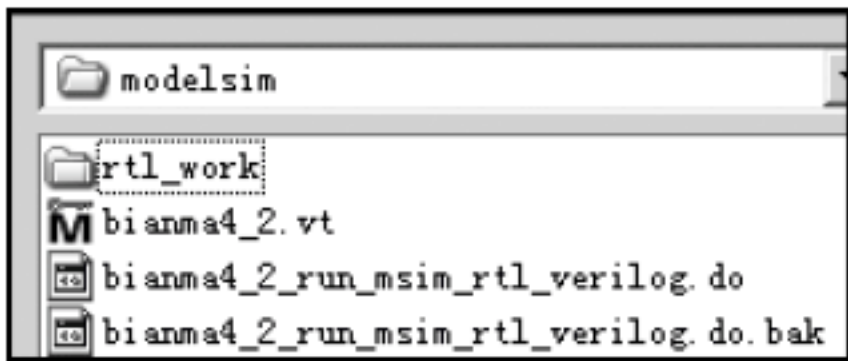 modelsim
rtl_work
bianma4_2.vt
bianma4_2_run_msim_rtl_verilog.do
bianma4_2_run_msim_rtl_verilog.do.bak